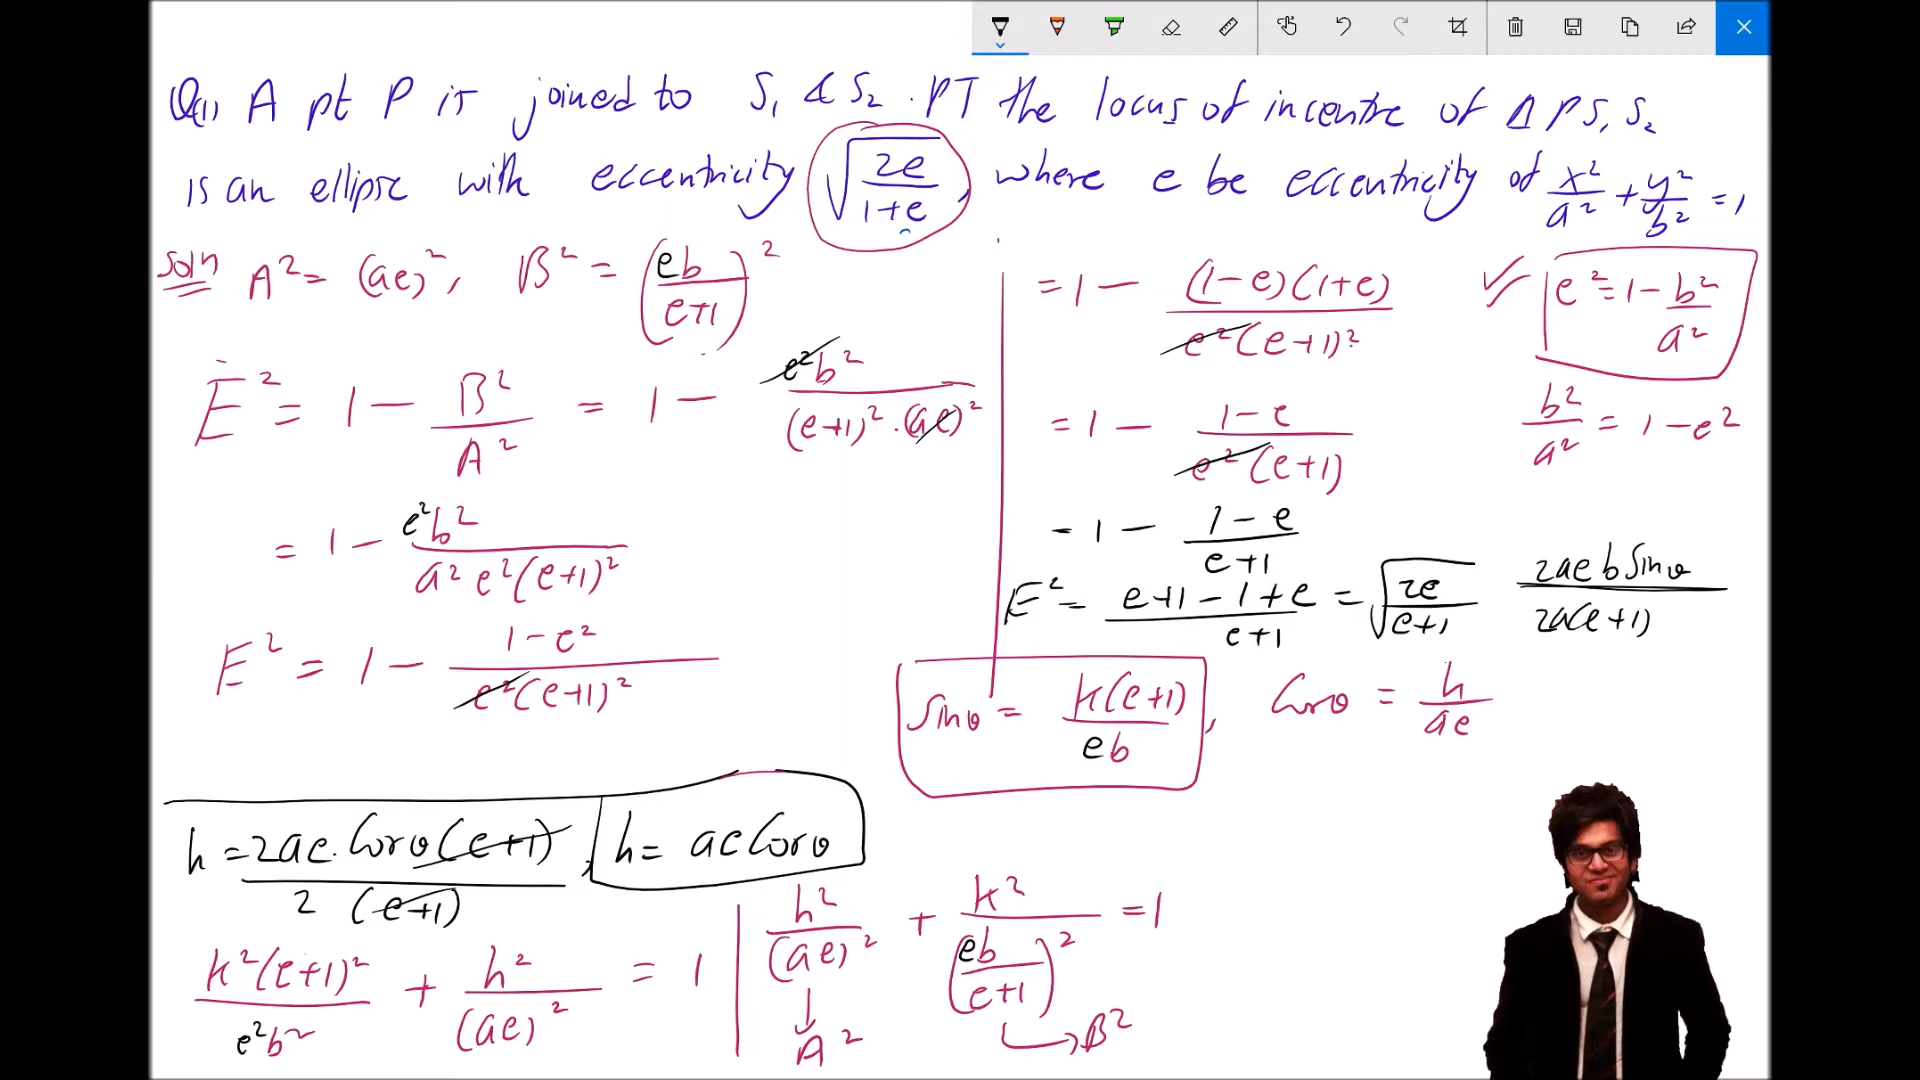 Q(1) A pt P is joined to S₁ & S₂ . PT the locus of incentre of Δ PS₁S₂
is an ellipse with eccentricity √(2e/(1+e)), where e be eccentricity of x²/a² + y²/b² = 1
Soln A² = (ae)², B² = (eb/(e+1))²
E² = 1 - B²/A² = 1 - e²b²/((e+1)².(ae)²)
= 1 - e²b²/(a²e²(e+1)²)
E² = 1 - (1-e²)/(e²(e+1)²)
= 1 - (1-e)(1+e)/(e²(e+1)²)
✓ e² = 1 - b²/a²
= 1 - (1-e)/(e²(e+1))
b²/a² = 1-e²
= 1 - (1-e)/(e+1)
E² = (e+1-1+e)/(e+1) = √(2e/(e+1))
2aeb Sinθ/(2a(e+1))
Sinθ = k(e+1)/(eb), Cosθ = h/(ae)
h = 2ae.Cosθ(e+1)/(2(e+1)), h = aeCosθ
k²(e+1)²/(e²b²) + h²/(ae)² = 1
h²/(ae)² + k²/(eb/(e+1))² = 1
↓ A² → B²